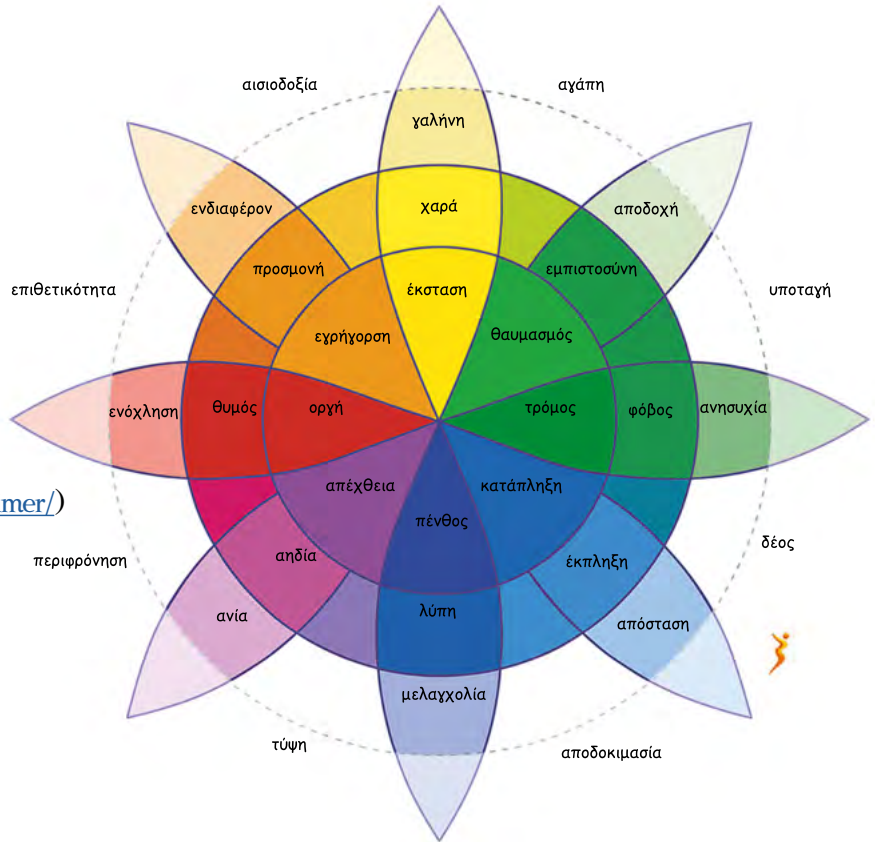 αισιοδοξία
αγάπη
γαλήνη
ενδιαφέρον
χαρά
αποδοχή
προσμονή
εμπιστοσύνη
επιθετικότητα
έκσταση
υποταγή
εγρήγορση
θαυμασμός
ενόχληση
θυμός
οργή
τρόμος
φόβος
ανησυχία
απέχθεια
κατάπληξη
mer/)
πένθος
περιφρόνηση
αηδία
έκπληξη
δέος
ανία
λύπη
απόσταση
μελαγχολία
τύψη
αποδοκιμασία